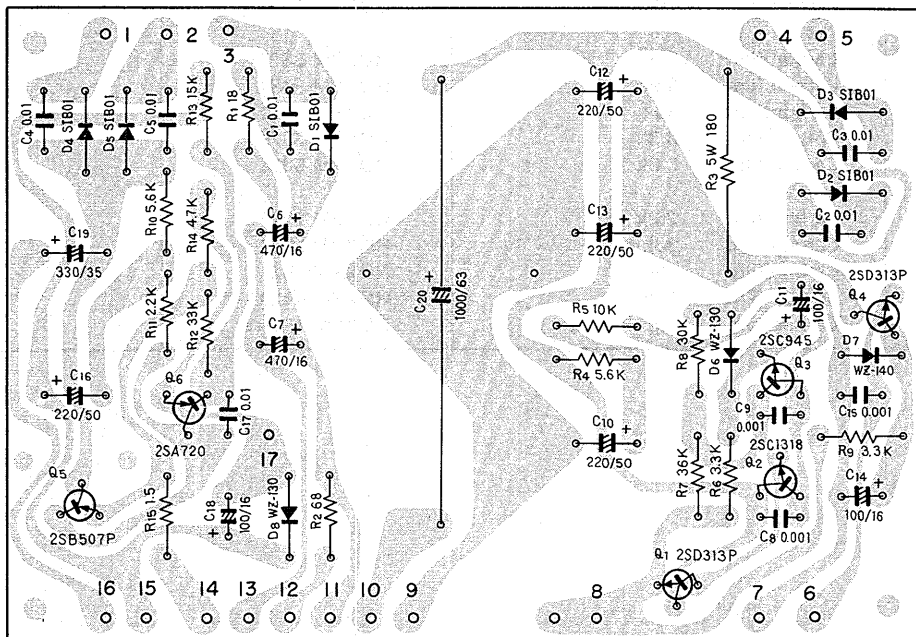 1 2 3 4 5
C4 0.01
D4 SIB01
D5 SIB01
C5 0.01
R13 15K
R1 18
C1 0.01
D1 SIB01
C12
+
220/50
R3 5W 180
D3 SIB01
C3 0.01
D2 SIB01
C2 0.01
R10 5.6K
R14 4.7K
C6
+
470/16
C13
+
220/50
C19
+
330/35
R11 2.2K
R12 33K
C7
+
470/16
C20
+
1000/63
R5 10K
R4 5.6K
R8 30K
D6 WZ-130
C11
+
100/16
2SD313P
Q4
2SC945
Q3
D7
WZ-140
C16
+
220/50
Q6
2SA720
C17 0.01
17
C10
+
220/50
C9
0.001
C15 0.001
R9 3.3K
2SC1318
Q2
Q5
2SB507P
R15 1.5
C18
+
100/16
D8 WZ-130
R2 68
R7 36K
R6 3.3K
C14
+
100/16
C8 0.001
Q1 2SD313P
16 15 14 13 12 11 10 9 8 7 6